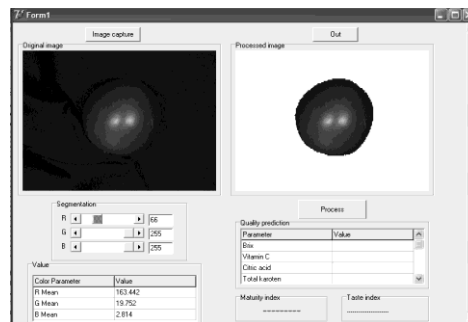 Form1
Image capture
Out
Original image
Processed image
Segmentation
R 66
G 255
B 255
Process
Quality prediction
Parameter Value
Brix
Vitamin C
Citric acid
Total karoten
Value
Color Parameter Value
R Mean 163.442
G Mean 19.752
B Mean 2.814
Maturity index
Taste index
----------
----------